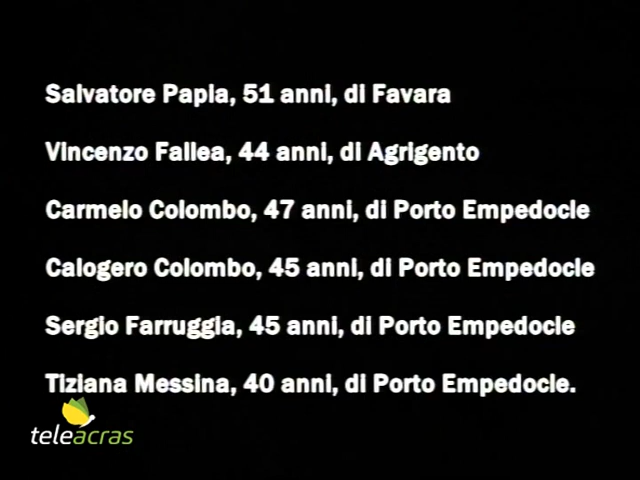 Salvatore Papia, 51 anni, di Favara
Vincenzo Fallea, 44 anni, di Agrigento
Carmelo Colombo, 47 anni, di Porto Empedocle
Calogero Colombo, 45 anni, di Porto Empedocle
Sergio Farruggia, 45 anni, di Porto Empedocle
Tiziana Messina, 40 anni, di Porto Empedocle.
teleacras